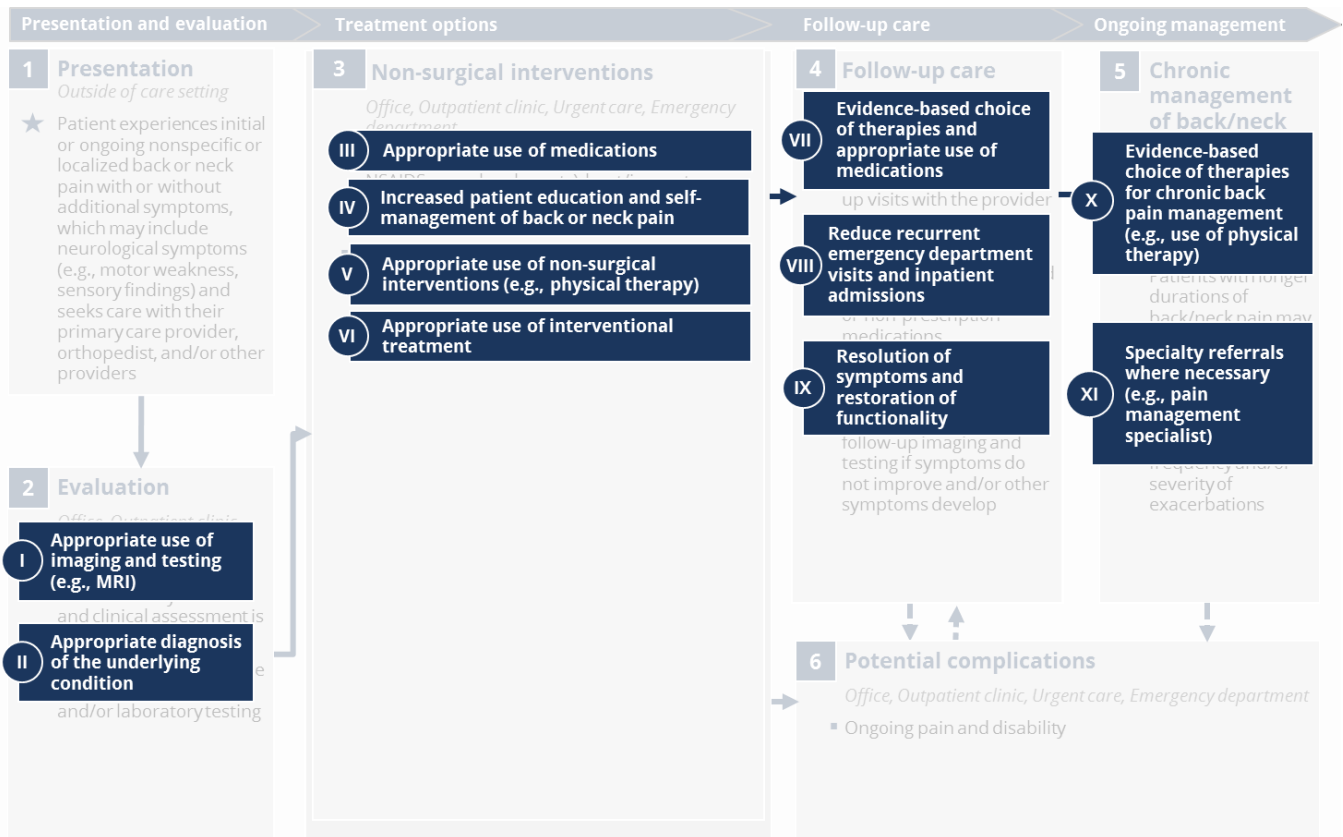 Presentation and evaluation
Treatment options
Follow-up care
Ongoing management
1
Presentation
Outside of care setting
Patient experiences initial
or ongoing nonspecific or
localized back or neck
pain with or without
additional symptoms,
which may include
neurological symptoms
(e.g., motor weakness,
sensory findings) and
seeks care with their
primary care provider,
orthopedist, and/or other
providers
2
Evaluation
Office, Outpatient clinic
I
Appropriate use of
imaging and testing
(e.g., MRI)
and clinical assessment is
II
Appropriate diagnosis
of the underlying
condition
and/or laboratory testing
3
Non-surgical interventions
Office, Outpatient clinic, Urgent care, Emergency
department
III
Appropriate use of medications
IV
Increased patient education and self-
management of back or neck pain
V
Appropriate use of non-surgical
interventions (e.g., physical therapy)
VI
Appropriate use of interventional
treatment
4
Follow-up care
VII
Evidence-based choice
of therapies and
appropriate use of
medications
up visits with the provider
VIII
Reduce recurrent
emergency department
visits and inpatient
admissions
or non-prescription
medications
IX
Resolution of
symptoms and
restoration of
functionality
follow-up imaging and
testing if symptoms do
not improve and/or other
symptoms develop
5
Chronic
management
of back/neck
X
Evidence-based
choice of therapies
for chronic back
pain management
(e.g., use of physical
therapy)
Patients with longer
durations of
back/neck pain may
XI
Specialty referrals
where necessary
(e.g., pain
management
specialist)
frequency and/or
severity of
exacerbations
6
Potential complications
Office, Outpatient clinic, Urgent care, Emergency department
Ongoing pain and disability